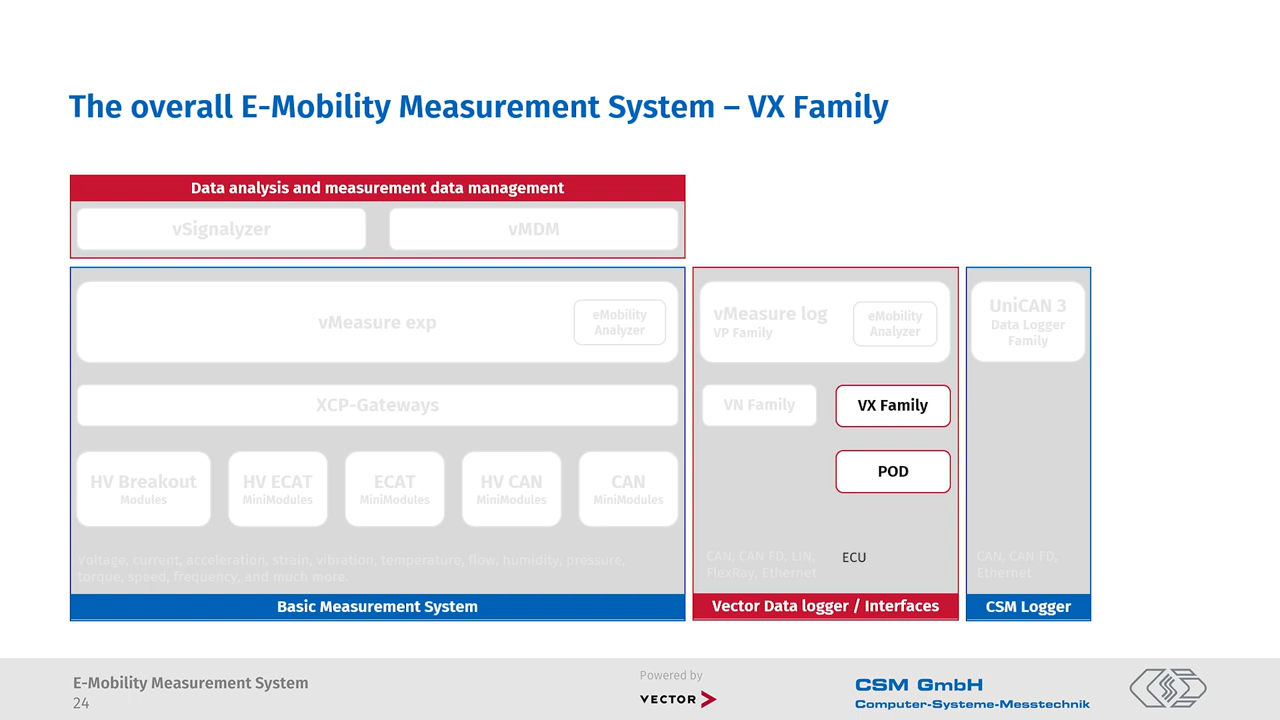 The overall E-Mobility Measurement System – VX Family
Data analysis and measurement data management
vSignalyzer
vMDM
vMeasure exp
eMobility
Analyzer
XCP-Gateways
HV Breakout
Modules
HV ECAT
MiniModules
ECAT
MiniModules
HV CAN
MiniModules
CAN
MiniModules
Voltage, current, acceleration, strain, vibration, temperature, flow, humidity, pressure,
torque, speed, frequency, and much more.
Basic Measurement System
vMeasure log
VP Family
eMobility
Analyzer
VN Family
VX Family
POD
CAN, CAN FD, LIN,
FlexRay, Ethernet
ECU
Vector Data logger / Interfaces
UniCAN 3
Data Logger
Family
CAN, CAN FD,
Ethernet
CSM Logger
E-Mobility Measurement System
24
Powered by
VECTOR
CSM GmbH
Computer-Systeme-Messtechnik